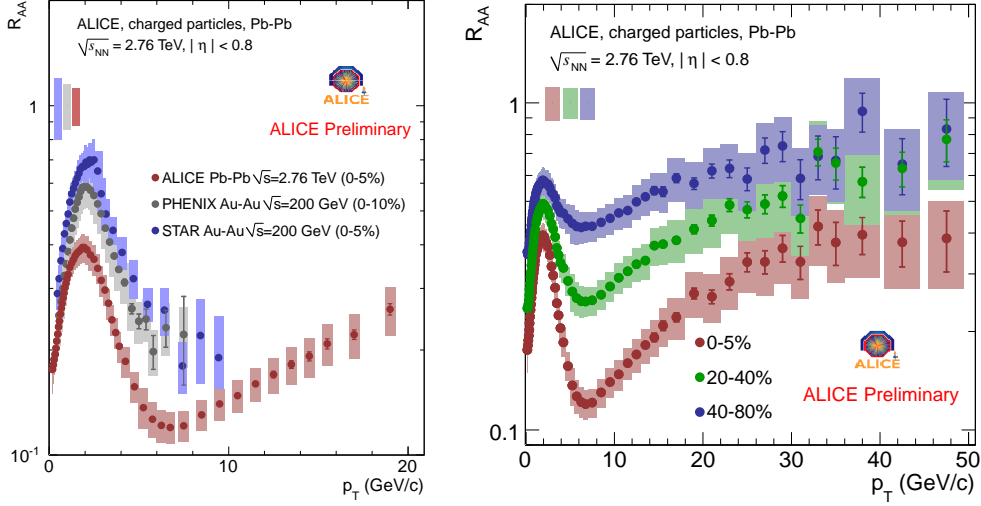 R_AA
ALICE, charged particles, Pb-Pb
√s_NN = 2.76 TeV, | η | < 0.8
ALICE
ALICE Preliminary
1
ALICE Pb-Pb √s=2.76 TeV (0-5%)
PHENIX Au-Au √s=200 GeV (0-10%)
STAR Au-Au √s=200 GeV (0-5%)
10^-1
0 10 20
p_T (GeV/c)
R_AA
ALICE, charged particles, Pb-Pb
√s_NN = 2.76 TeV, | η | < 0.8
1
0-5%
20-40%
40-80%
ALICE
ALICE Preliminary
0.1
0 10 20 30 40 50
p_T (GeV/c)